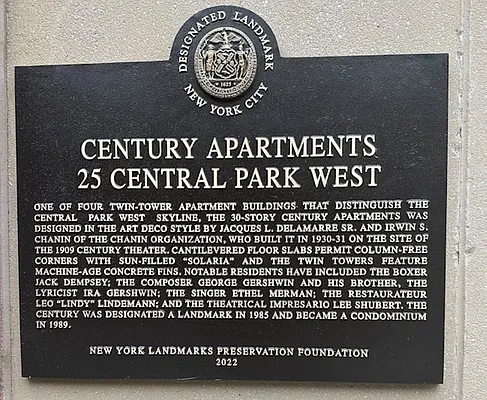 DESIGNATED LANDMARK
NEW YORK CITY
1625
CENTURY APARTMENTS
25 CENTRAL PARK WEST
ONE OF FOUR TWIN-TOWER APARTMENT BUILDINGS THAT DISTINGUISH THE
CENTRAL PARK WEST SKYLINE, THE 30-STORY CENTURY APARTMENTS WAS
DESIGNED IN THE ART DECO STYLE BY JACQUES L. DELAMARRE SR. AND IRWIN S.
CHANIN OF THE CHANIN ORGANIZATION, WHO BUILT IT IN 1930-31 ON THE SITE OF
THE 1909 CENTURY THEATER. CANTILEVERED FLOOR SLABS PERMIT COLUMN-FREE
CORNERS WITH SUN-FILLED "SOLARIA" AND THE TWIN TOWERS FEATURE
MACHINE-AGE CONCRETE FINS. NOTABLE RESIDENTS HAVE INCLUDED THE BOXER
JACK DEMPSEY; THE COMPOSER GEORGE GERSHWIN AND HIS BROTHER, THE
LYRICIST IRA GERSHWIN; THE SINGER ETHEL MERMAN; THE RESTAURATEUR
LEO "LINDY" LINDEMANN; AND THE THEATRICAL IMPRESARIO LEE SHUBERT. THE
CENTURY WAS DESIGNATED A LANDMARK IN 1985 AND BECAME A CONDOMINIUM
IN 1989.
NEW YORK LANDMARKS PRESERVATION FOUNDATION
2022